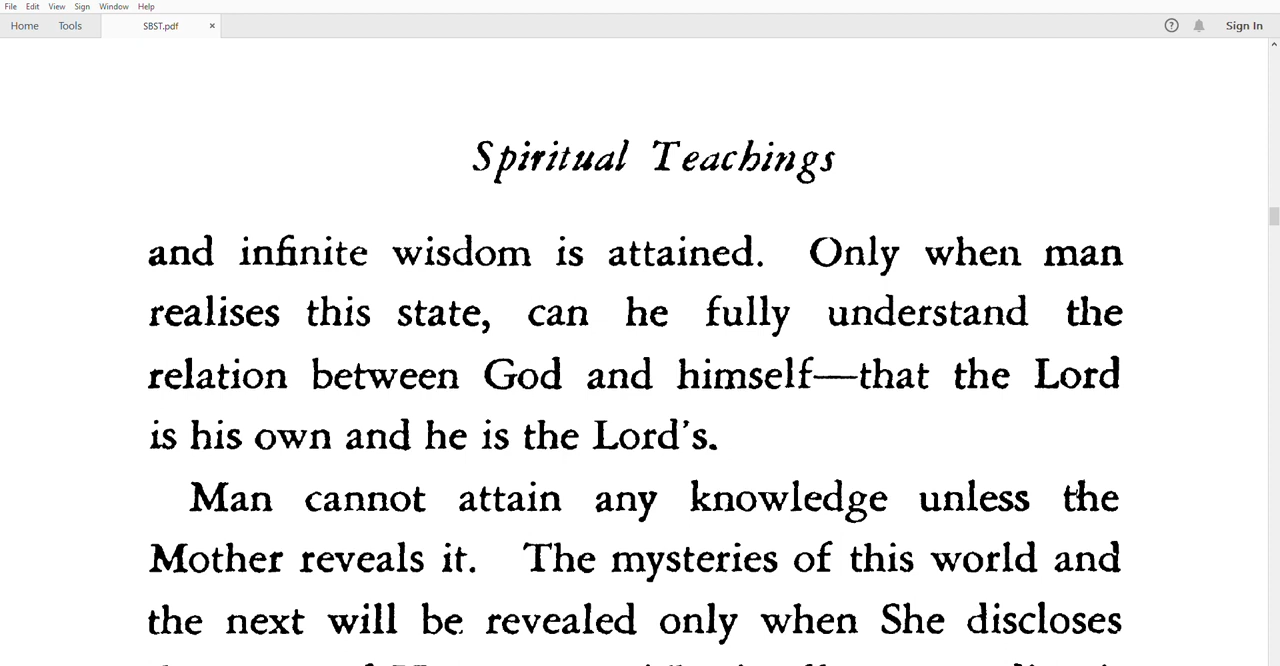 File Edit View Sign Window Help
Home Tools SBST.pdf × ? Sign In
Spiritual Teachings
and infinite wisdom is attained. Only when man
realises this state, can he fully understand the
relation between God and himself—that the Lord
is his own and he is the Lord's.
Man cannot attain any knowledge unless the
Mother reveals it. The mysteries of this world and
the next will be revealed only when She discloses